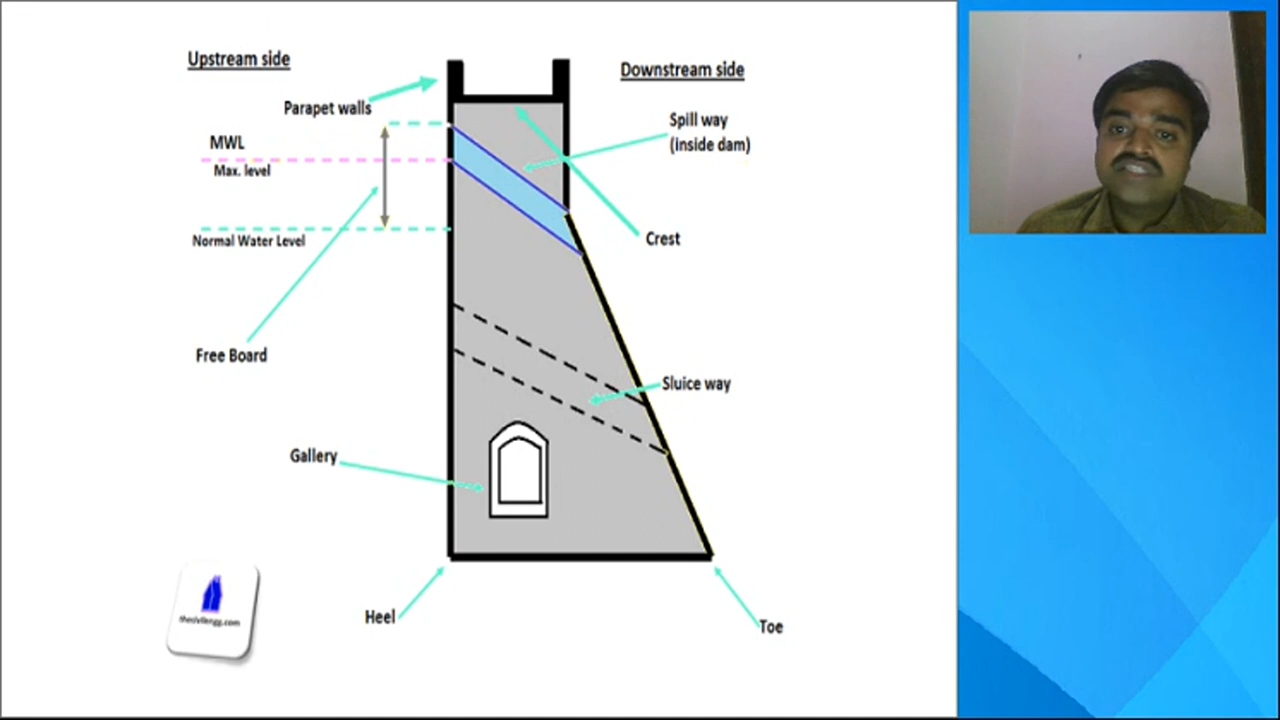 Upstream side
Downstream side
Parapet walls
Spill way
(inside dam)
MWL
Max. level
Normal Water Level
Crest
Free Board
Sluice way
Gallery
Heel
Toe
thecivilengg.com